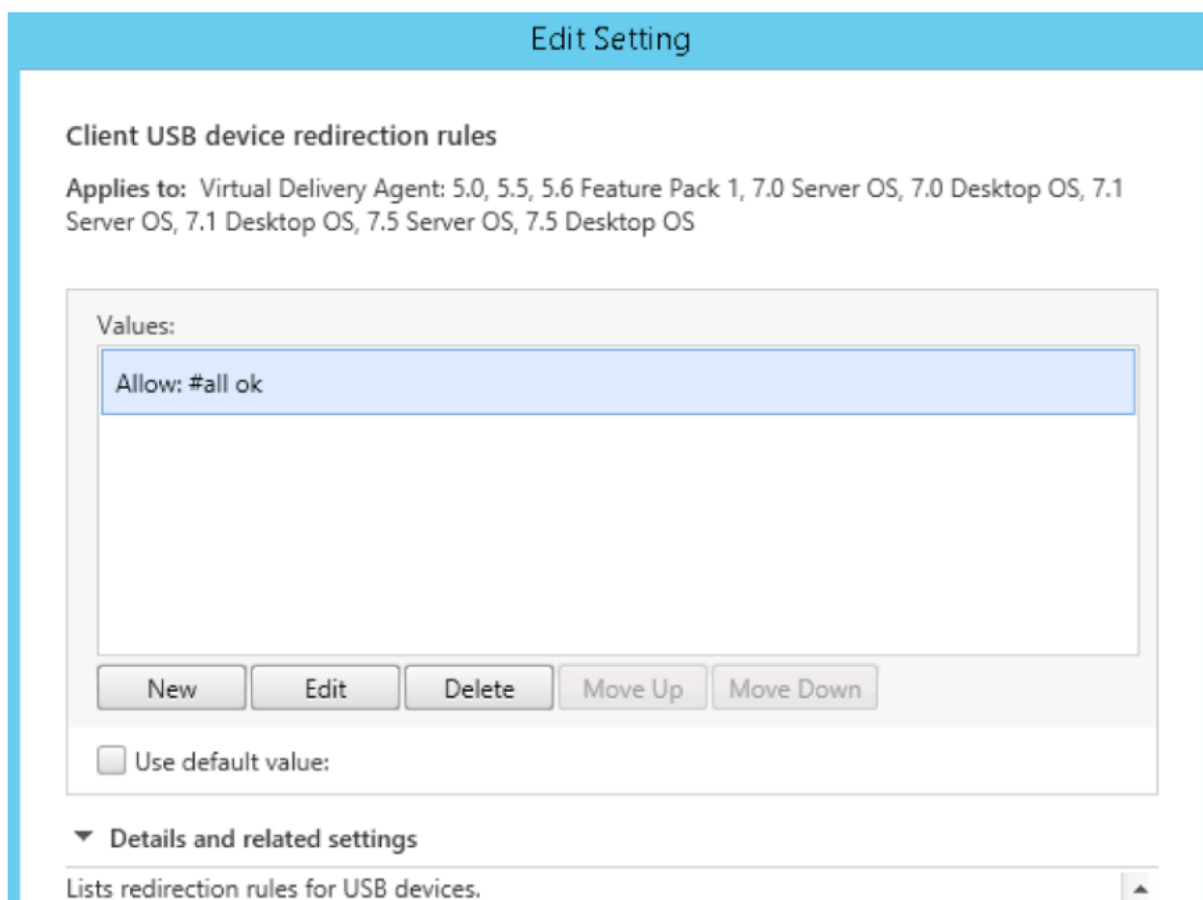 Edit Setting
Client USB device redirection rules
Applies to: Virtual Delivery Agent: 5.0, 5.5, 5.6 Feature Pack 1, 7.0 Server OS, 7.0 Desktop OS, 7.1
Server OS, 7.1 Desktop OS, 7.5 Server OS, 7.5 Desktop OS
Values:
Allow: #all ok
New Edit Delete Move Up Move Down
Use default value:
Details and related settings
Lists redirection rules for USB devices.